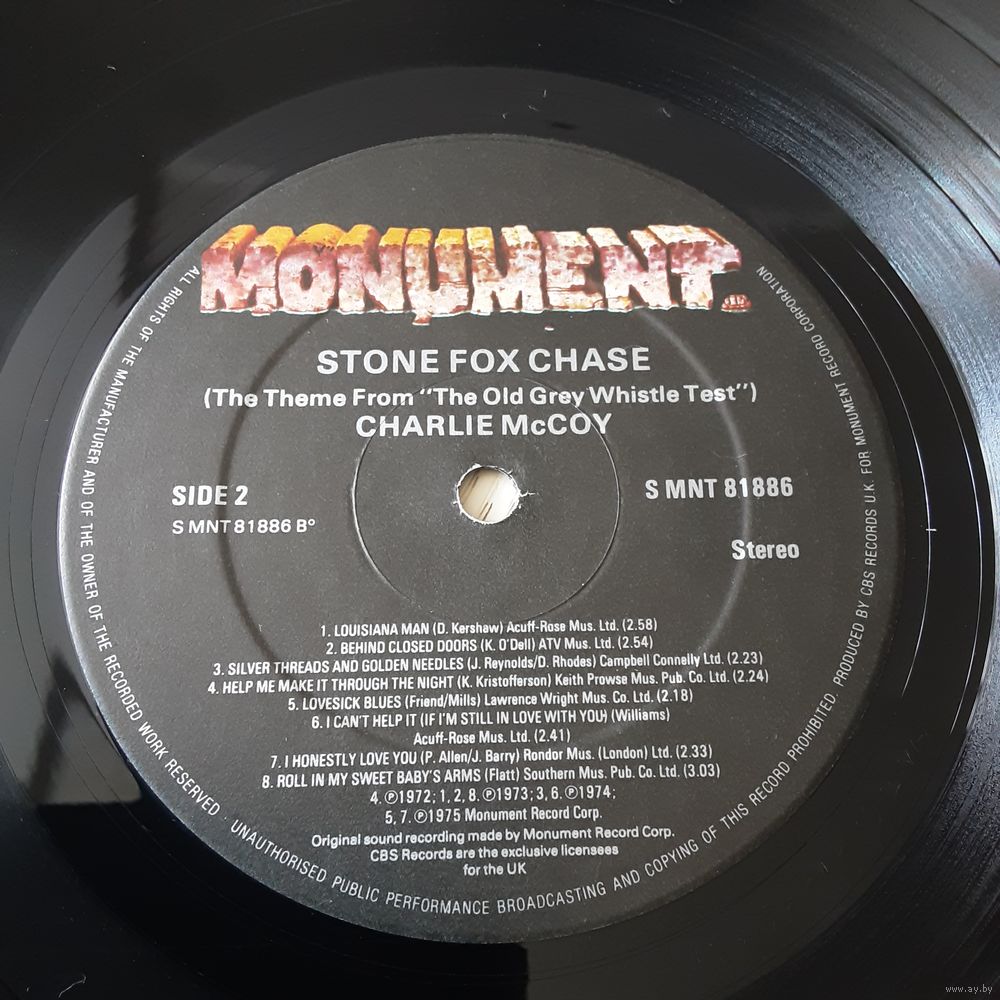 MONUMENT
STONE FOX CHASE
(The Theme From "The Old Grey Whistle Test")
CHARLIE McCOY
SIDE 2
S MNT 81886
S MNT 81886 B°
Stereo
1. LOUISIANA MAN (D. Kershaw) Acuff-Rose Mus. Ltd. (2.58)
2. BEHIND CLOSED DOORS (K. O'Dell) ATV Mus. Ltd. (2.54)
3. SILVER THREADS AND GOLDEN NEEDLES (J. Reynolds/D. Rhodes) Campbell Connelly Ltd. (2.23)
4. HELP ME MAKE IT THROUGH THE NIGHT (K. Kristofferson) Keith Prowse Mus. Pub. Co. Ltd. (2.24)
5. LOVESICK BLUES (Friend/Mills) Lawrence Wright Mus. Co. Ltd. (2.18)
6. I CAN'T HELP IT (IF I'M STILL IN LOVE WITH YOU) (Williams)
Acuff-Rose Mus. Ltd. (2.41)
7. I HONESTLY LOVE YOU (P. Allen/J. Barry) Rondor Mus. (London) Ltd. (2.33)
8. ROLL IN MY SWEET BABY'S ARMS (Flatt) Southern Mus. Pub. Co. Ltd. (3.03)
4. ℗1972; 1, 2, 8. ℗1973; 3, 6. ℗1974;
5, 7. ℗1975 Monument Record Corp.
Original sound recording made by Monument Record Corp.
CBS Records are the exclusive licensees
for the UK
ALL RIGHTS OF THE MANUFACTURER AND OF THE OWNER OF THE RECORDED WORK RESERVED · UNAUTHORISED PUBLIC PERFORMANCE BROADCASTING AND COPYING OF THIS RECORD PROHIBITED. PRODUCED BY CBS RECORDS U.K. FOR MONUMENT RECORD CORPORATION
www.ay.by